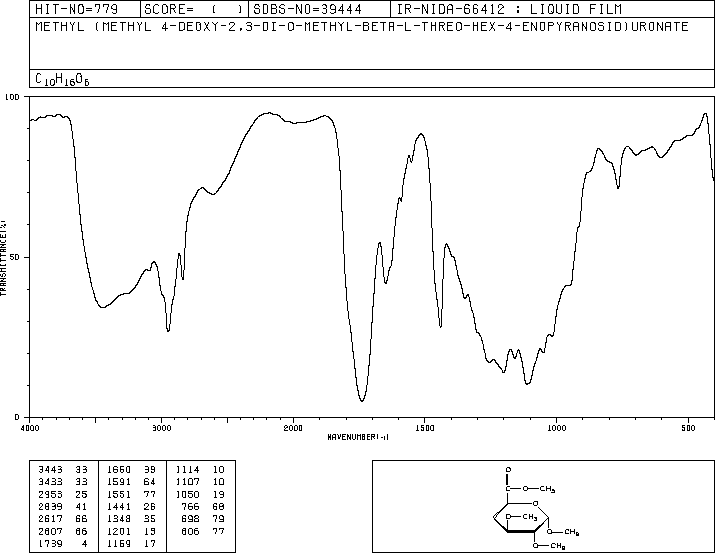 HIT-NO=779 SCORE= ( ) SDBS-NO=39444 IR-NIDA-66412 : LIQUID FILM
METHYL (METHYL 4-DEOXY-2,3-DI-O-METHYL-BETA-L-THREO-HEX-4-ENOPYRANOSID)URONATE
C10H16O6
100
50
0
TRANSMITTANCE(%)
4000 3000 2000 1500 1000 500
WAVENUMBER(-1)
3443 33 1660 39 1114 10
3433 33 1591 64 1107 10
2953 25 1551 77 1050 19
2839 41 1441 26 766 68
2617 66 1348 35 698 79
2607 66 1201 13 606 77
1739 4 1159 17
O
C—O—CH3
O
O—CH3
O—CH3
O—CH3